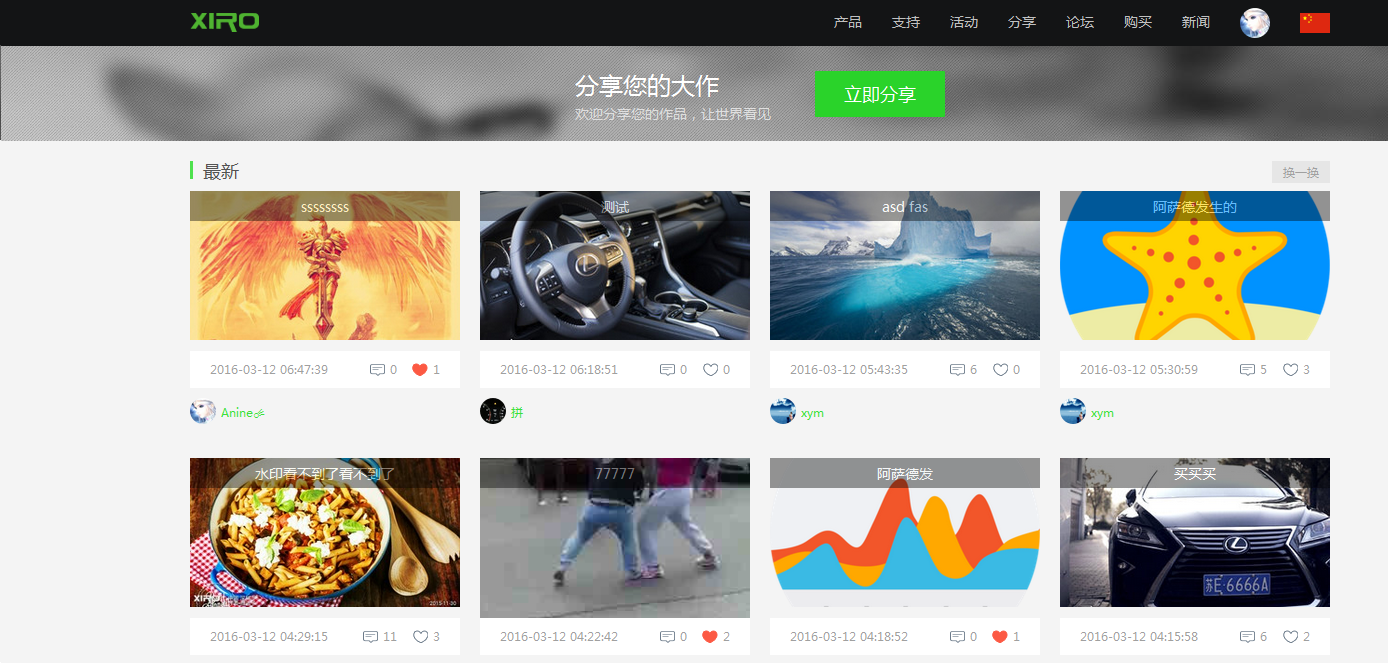 XIRO
产品 支持 活动 分享 论坛 购买 新闻
分享您的大作
欢迎分享您的作品，让世界看见
立即分享
最新
换一换
ssssssss
测试
asd fas
阿萨德发生的
2016-03-12 06:47:39 0 1
2016-03-12 06:18:51 0 0
2016-03-12 05:43:35 6 0
2016-03-12 05:30:59 5 3
Anine
拼
xym
xym
水印看不到了看不到了
77777
阿萨德发
买买买
XIRO
2015-11-30
苏E·6666A
2016-03-12 04:29:15 11 3
2016-03-12 04:22:42 0 2
2016-03-12 04:18:52 0 1
2016-03-12 04:15:58 6 2